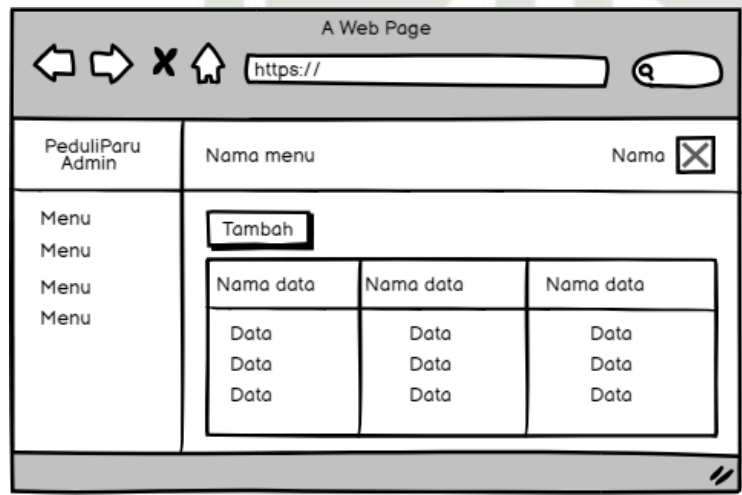 A Web Page
https://
PeduliParu
Admin
Nama menu
Nama
Menu
Menu
Menu
Menu
Tambah
Nama data Nama data Nama data
Data Data Data
Data Data Data
Data Data Data